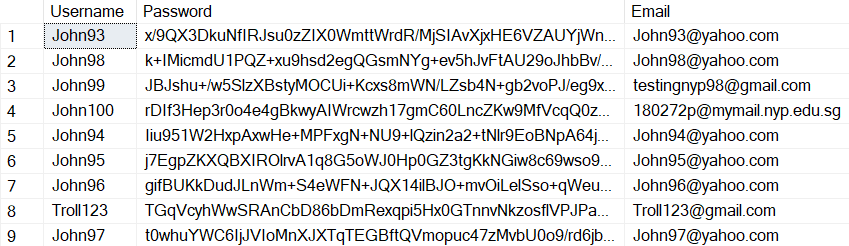 Username Password Email
1 John93 x/9QX3DkuNfIRJsu0zZIX0WmttWrdR/MjSIAvXjxHE6VZAUYjWn... John93@yahoo.com
2 John98 k+IMicmdU1PQZ+xu9hsd2egQGsmNYg+ev5hJvFtAU29oJhbBv/... John98@yahoo.com
3 John99 JBJshu+/w5SlzXBstyMOCUi+Kcxs8mWN/LZsb4N+gb2voPJ/eg9x... testingnyp98@gmail.com
4 John100 rDIf3Hep3r0o4e4gBkwyAIWrcwzh17gmC60LncZKw9MfVcqQ0z... 180272p@mymail.nyp.edu.sg
5 John94 Iiu951W2HxpAxwHe+MPFxgN+NU9+lQzin2a2+tNlr9EoBNpA64j... John94@yahoo.com
6 John95 j7EgpZKXQBXIROlrvA1q8G5oWJ0Hp0GZ3tgKkNGiw8c69wso9... John95@yahoo.com
7 John96 gifBUKkDudJLnWm+S4eWFN+JQX14ilBJO+mvOiLelSso+qWeu... John96@yahoo.com
8 Troll123 TGqVcyhWwSRAnCbD86bDmRexqpi5Hx0GTnnvNkzosflVPJPa... Troll123@gmail.com
9 John97 t0whuYWC6IjJVIoMnXJXTqTEGBftQVmopuc47zMvbU0o9/rd6jb... John97@yahoo.com